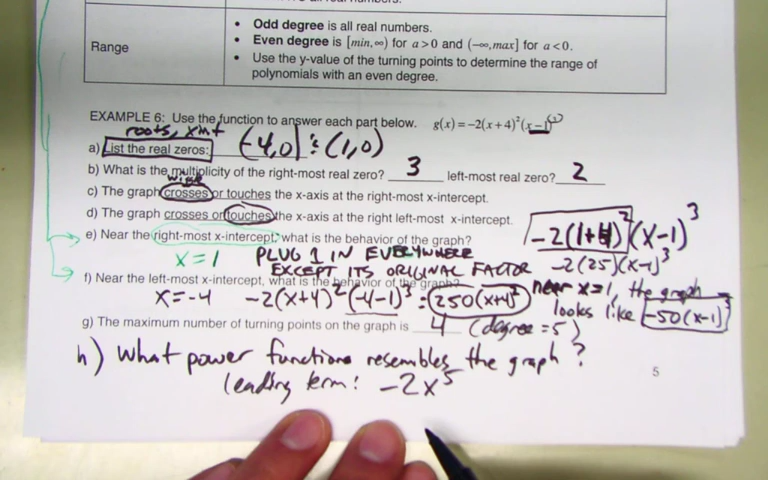 Range
• Odd degree is all real numbers.
• Even degree is [min,∞) for a>0 and (−∞,max] for a<0.
• Use the y-value of the turning points to determine the range of
polynomials with an even degree.
EXAMPLE 6: Use the function to answer each part below. g(x)=−2(x+4)²(x−1)³
roots, x-int
a) List the real zeros: (-4,0) & (1,0)
b) What is the multiplicity of the right-most real zero? 3 left-most real zero? 2
c) The graph crosses or touches the x-axis at the right-most x-intercept.
d) The graph crosses or touches the x-axis at the right left-most x-intercept.
e) Near the right-most x-intercept, what is the behavior of the graph?
-2(1+4)²(x-1)³
x=1 PLUG 1 IN EVERYWHERE
EXCEPT ITS ORIGINAL FACTOR
-2(25)(x-1)³
f) Near the left-most x-intercept, what is the behavior of the graph?
x=-4 -2(x+4)²(-4-1)³ = 250(x+4)²
near x=1, the graph
looks like -50(x-1)³
g) The maximum number of turning points on the graph is 4 (degree=5)
h) What power function resembles the graph?
leading term: -2x⁵
5